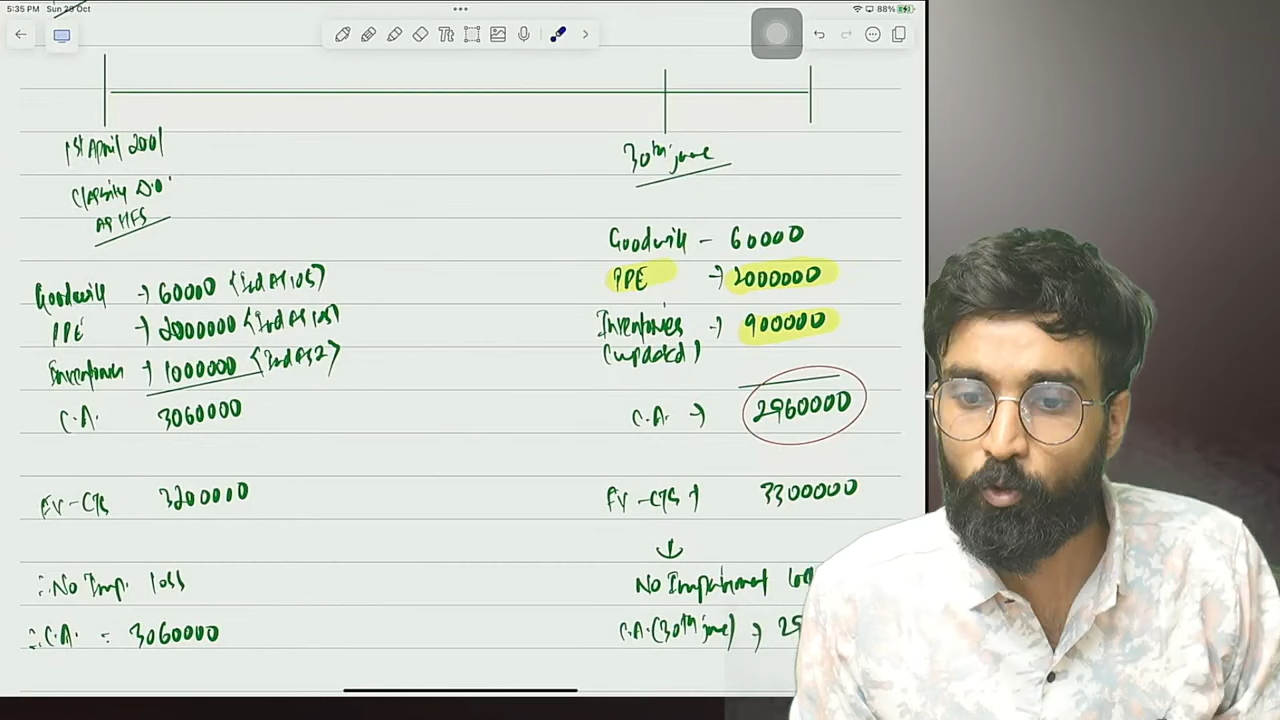 5:35 PM Sun 29 Oct
88%
1st April 2001
Classify D.O.
as HFS
Goodwill → 60000 {Ind AS 105}
PPE → 2000000 {Ind AS 105}
Inventories → 1000000 {Ind AS 2}
C.A. 3060000
FV-CTS 3200000
∴ No Imp. loss
∴ C.A. = 3060000
30th june
Goodwill – 60000
PPE → 2000000
Inventories → 900000
(updated)
C.A. → 2960000
FV-CTS → 3300000
↓
No Impairment
C.A. (30th june) →